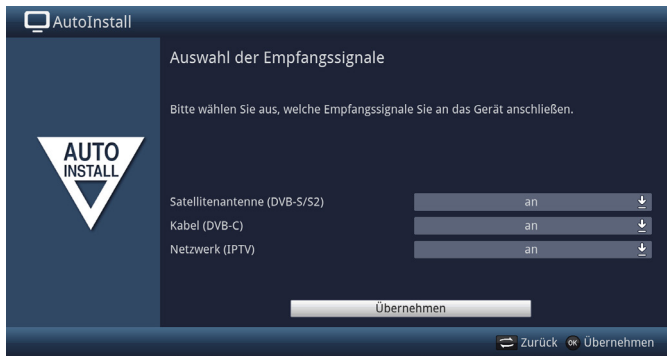 AutoInstall
Auswahl der Empfangssignale
Bitte wählen Sie aus, welche Empfangssignale Sie an das Gerät anschließen.
AUTO
INSTALL
Satellitenantenne (DVB-S/S2) an
Kabel (DVB-C) an
Netzwerk (IPTV) an
Übernehmen
Zurück OK Übernehmen